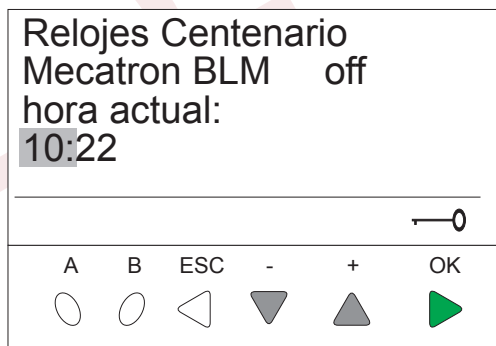 Relojes Centenario
Mecatron BLM off
hora actual:
10:22
A B ESC - + OK